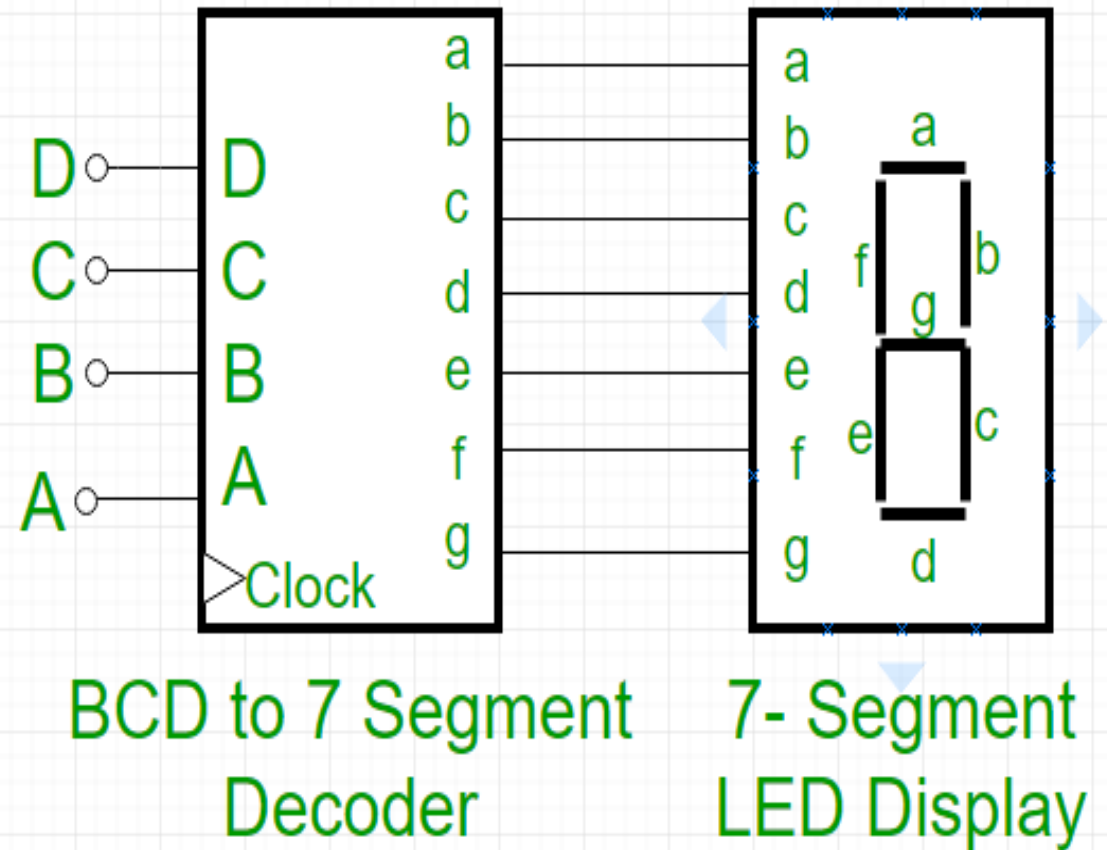 a a
b b a
D D
c c
f b
C C
d d g
B B
e e
e c
A A
f f
g g d
Clock
BCD to 7 Segment 7- Segment
Decoder LED Display